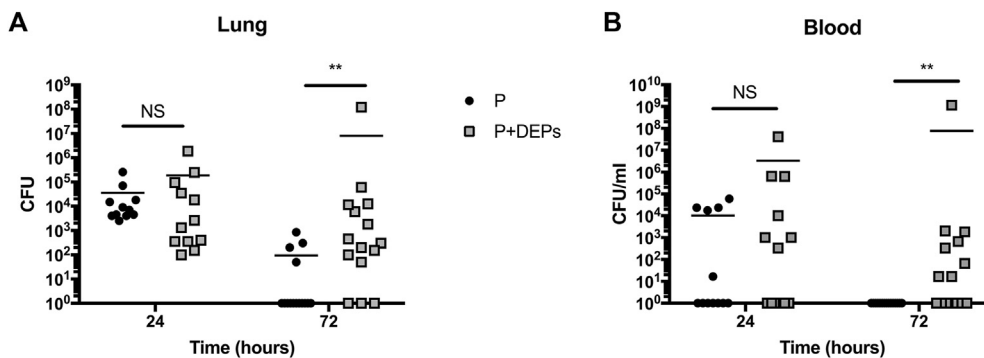 A
Lung
CFU
10⁹
10⁸
10⁷
10⁶
10⁵
10⁴
10³
10²
10¹
10⁰
NS
**
24
72
Time (hours)
P
P+DEPs
B
Blood
CFU/ml
10¹⁰
10⁹
10⁸
10⁷
10⁶
10⁵
10⁴
10³
10²
10¹
10⁰
NS
**
24
72
Time (hours)